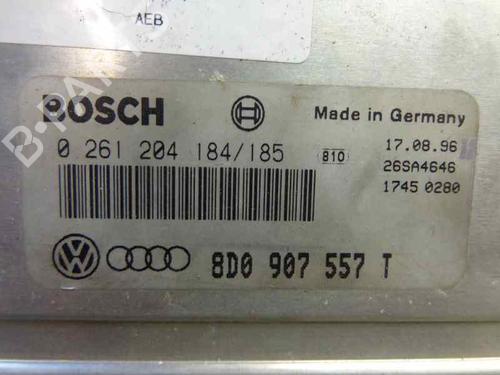 AEB
BOSCH
Made in Germany
0 261 204 184/185
810
17.08.96
26SA4646
1745 0280
8D0 907 557 T
B-PARTS